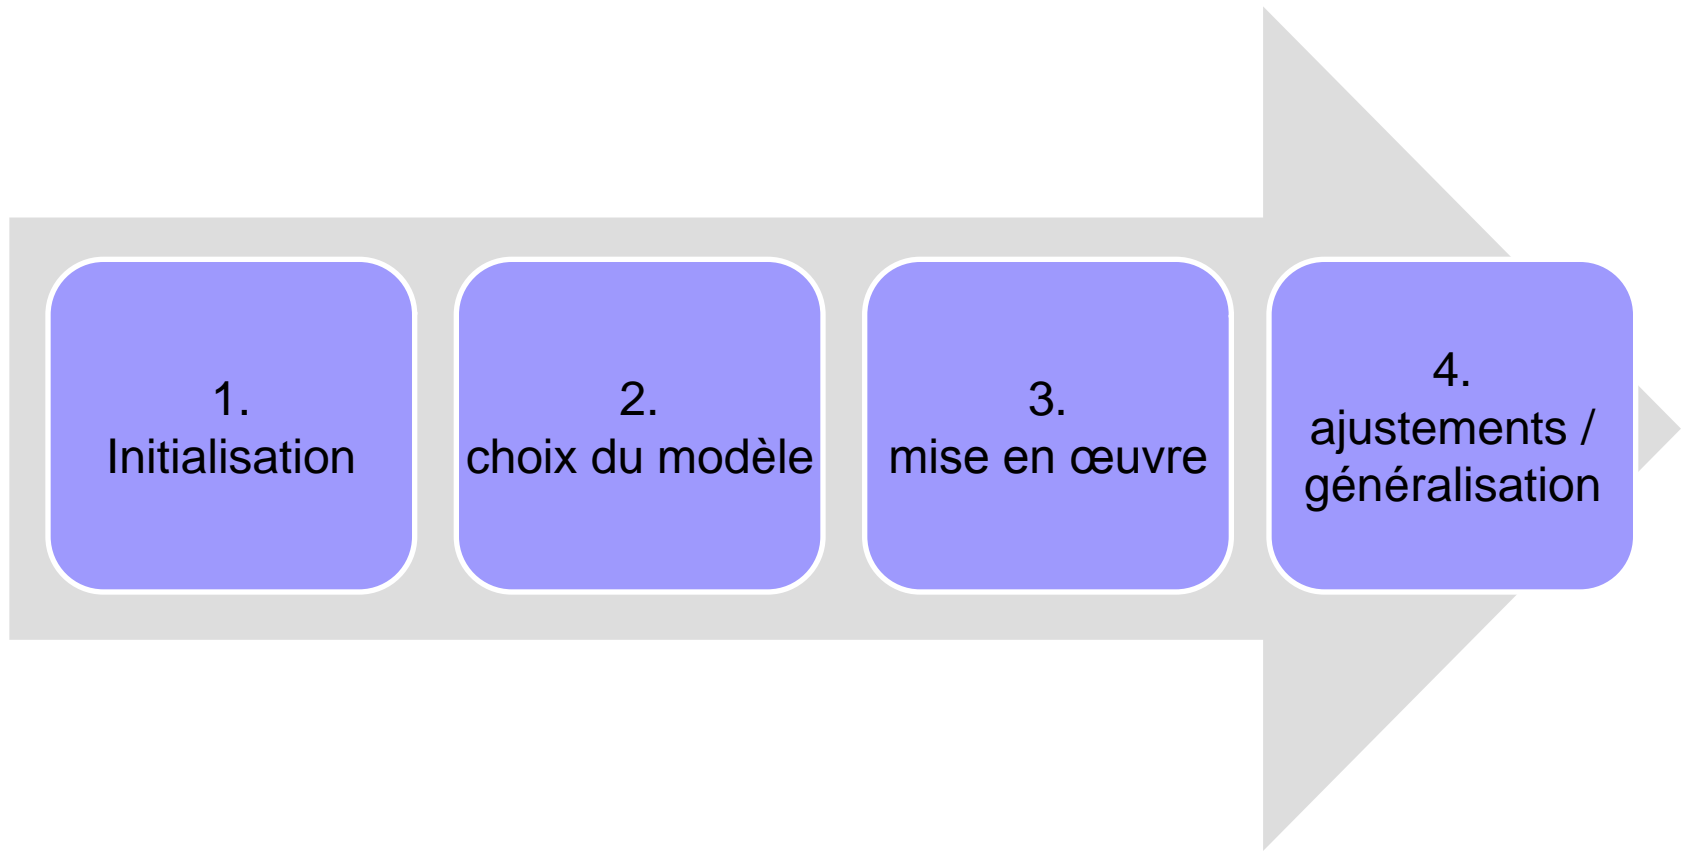 1.
Initialisation
2.
choix du modèle
3.
mise en œuvre
4.
ajustements /
généralisation